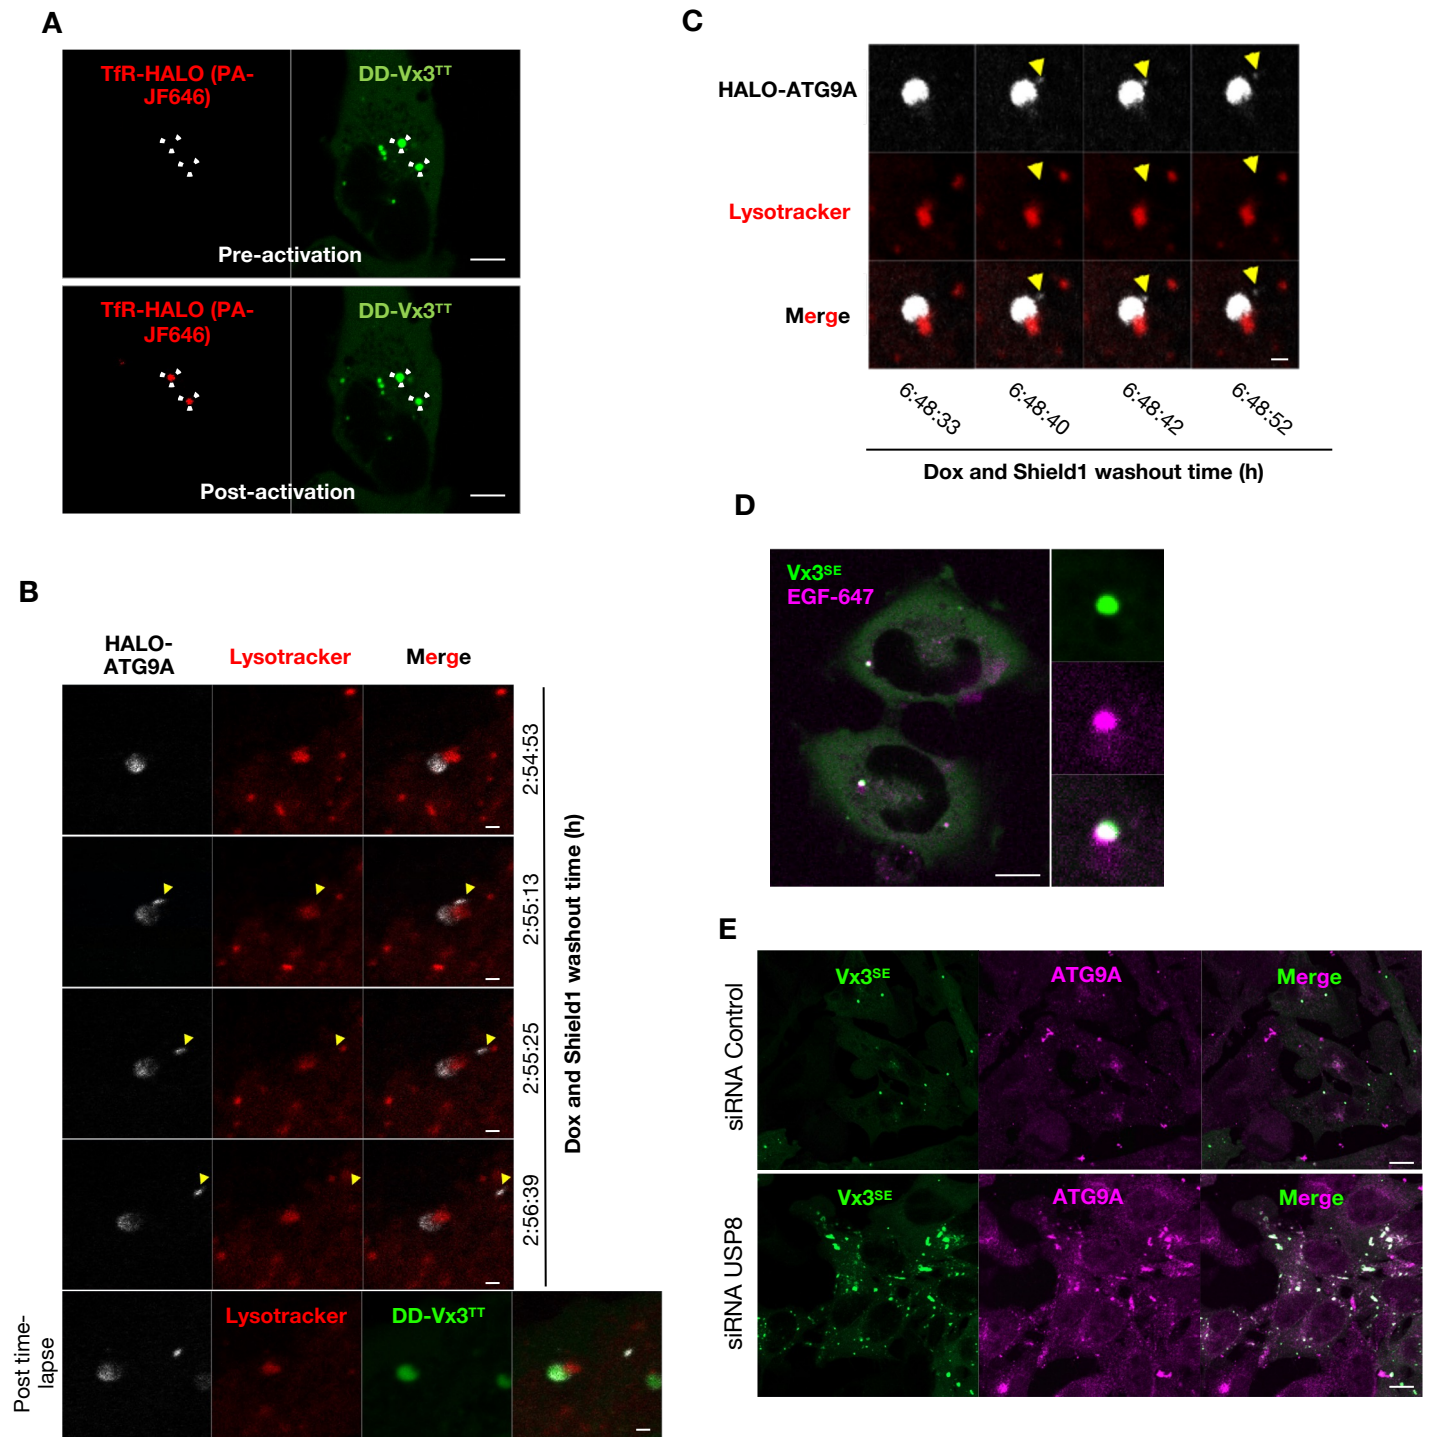 A
TfR-HALO (PA-
JF646)
DD-Vx3TT
Pre-activation
TfR-HALO (PA-
JF646)
DD-Vx3TT
Post-activation
B
HALO-
ATG9A
Lysotracker
Merge
2:54:53
2:55:13
2:55:25
2:56:39
Dox and Shield1 washout time (h)
Post time-
lapse
Lysotracker
DD-Vx3TT
C
HALO-ATG9A
Lysotracker
Merge
6:48:33
6:48:40
6:48:42
6:48:52
Dox and Shield1 washout time (h)
D
Vx3SE
EGF-647
E
siRNA Control
Vx3SE
ATG9A
Merge
siRNA USP8
Vx3SE
ATG9A
Merge